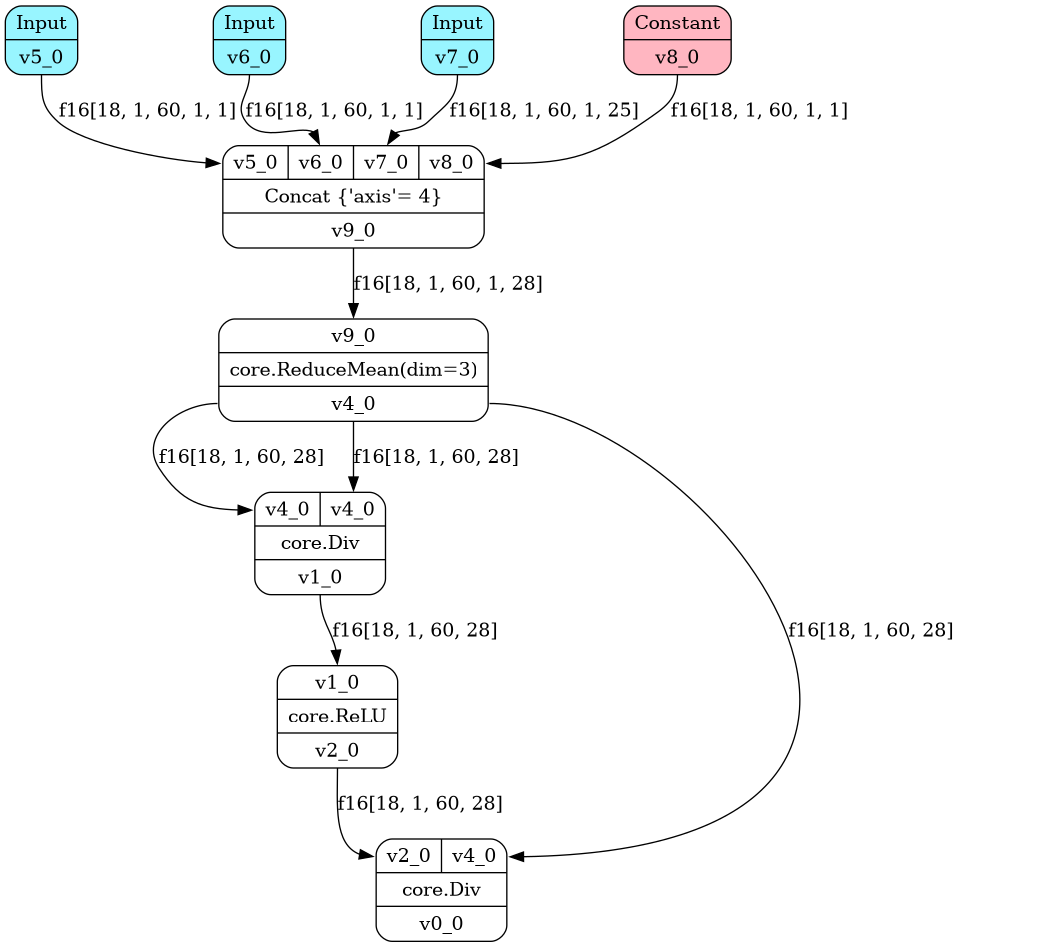 Input
v5_0
Input
v6_0
Input
v7_0
Constant
v8_0
f16[18, 1, 60, 1, 1]
f16[18, 1, 60, 1, 1]
f16[18, 1, 60, 1, 25]
f16[18, 1, 60, 1, 1]
v5_0
v6_0
v7_0
v8_0
Concat {'axis'= 4}
v9_0
f16[18, 1, 60, 1, 28]
v9_0
core.ReduceMean(dim=3)
v4_0
f16[18, 1, 60, 28]
f16[18, 1, 60, 28]
v4_0
v4_0
core.Div
v1_0
f16[18, 1, 60, 28]
f16[18, 1, 60, 28]
v1_0
core.ReLU
v2_0
f16[18, 1, 60, 28]
v2_0
v4_0
core.Div
v0_0